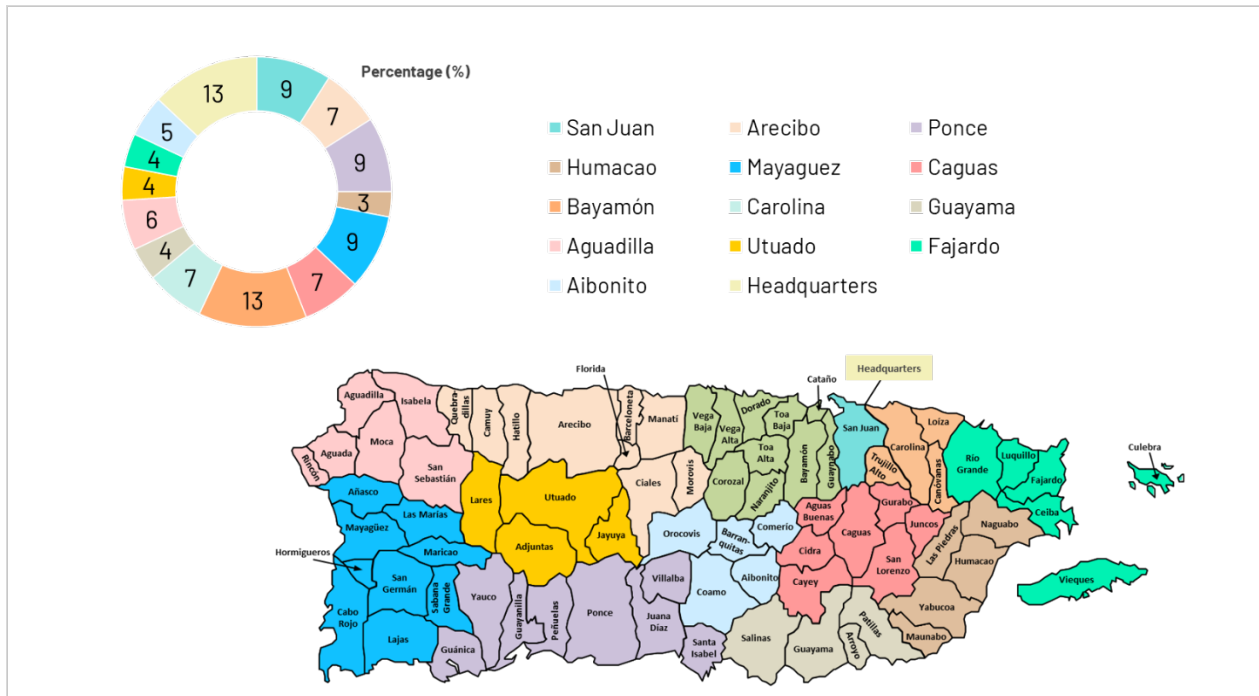 Percentage (%)
13
9
7
9
3
9
7
13
7
4
6
4
4
5
San Juan
Arecibo
Ponce
Humacao
Mayaguez
Caguas
Bayamón
Carolina
Guayama
Aguadilla
Utuado
Fajardo
Aibonito
Headquarters
Florida
Cataño
Headquarters
Culebra
Aguadilla
Isabela
Quebra-
dillas
Camuy
Hatillo
Arecibo
Barceloneta
Manatí
Vega
Baja
Vega
Alta
Dorado
Toa
Baja
Toa
Alta
Bayamón
Guaynabo
San Juan
Carolina
Loíza
Trujillo
Alto
Canóvanas
Río
Grande
Luquillo
Fajardo
Ceiba
Rincón
Aguada
Moca
San
Sebastián
Lares
Utuado
Ciales
Morovis
Corozal
Naranjito
Añasco
Las Marías
Mayagüez
Maricao
Adjuntas
Jayuya
Orocovis
Barran-
quitas
Comerío
Aguas
Buenas
Gurabo
Caguas
Juncos
Cidra
San
Lorenzo
Cayey
Las Piedras
Naguabo
Humacao
Yabucoa
Maunabo
Vieques
Hormigueros
Cabo
Rojo
San
Germán
Sabana
Grande
Lajas
Yauco
Guánica
Guayanilla
Peñuelas
Ponce
Villalba
Juana
Díaz
Coamo
Aibonito
Santa
Isabel
Salinas
Guayama
Arroyo
Patillas